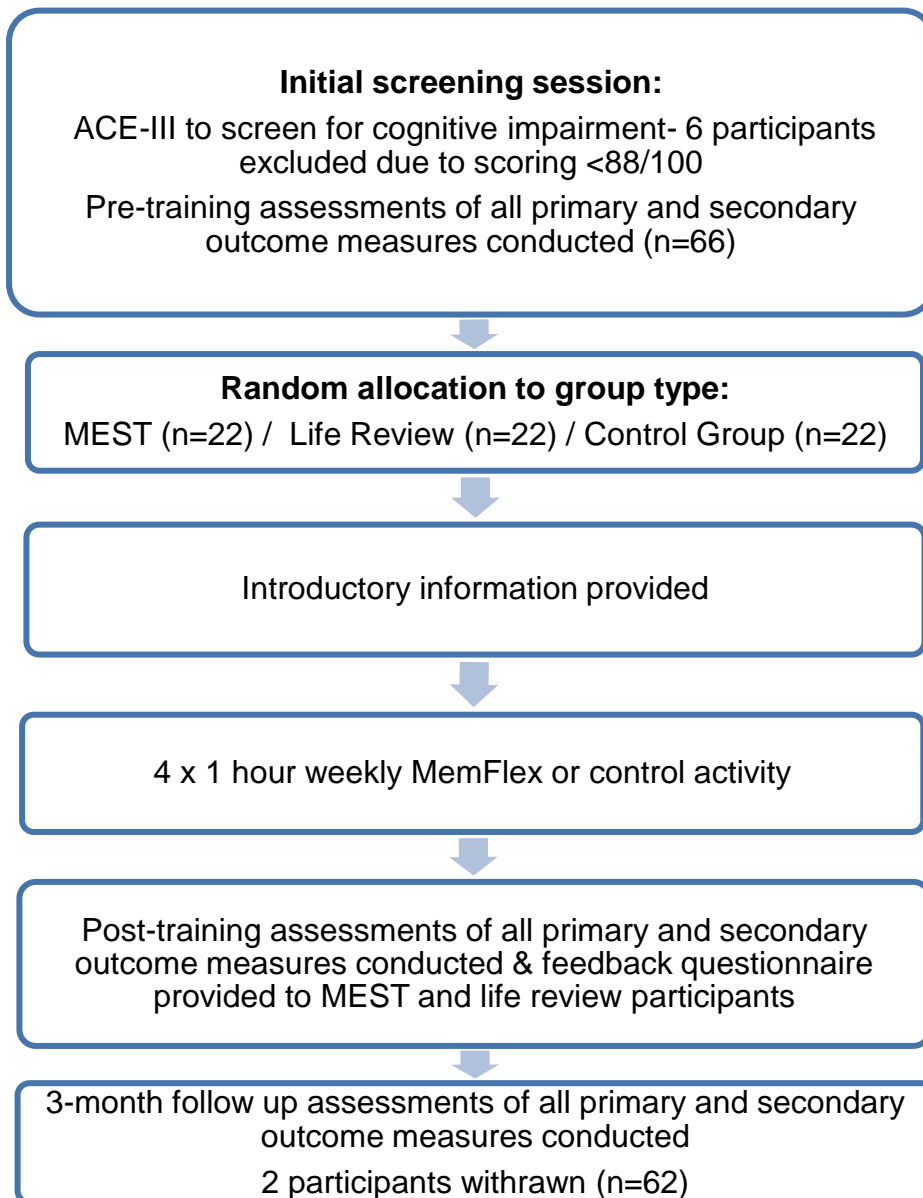 Initial screening session:
ACE-III to screen for cognitive impairment- 6 participants
excluded due to scoring <88/100
Pre-training assessments of all primary and secondary
outcome measures conducted (n=66)
Random allocation to group type:
MEST (n=22) / Life Review (n=22) / Control Group (n=22)
Introductory information provided
4 x 1 hour weekly MemFlex or control activity
Post-training assessments of all primary and secondary
outcome measures conducted & feedback questionnaire
provided to MEST and life review participants
3-month follow up assessments of all primary and secondary
outcome measures conducted
2 participants withrawn (n=62)